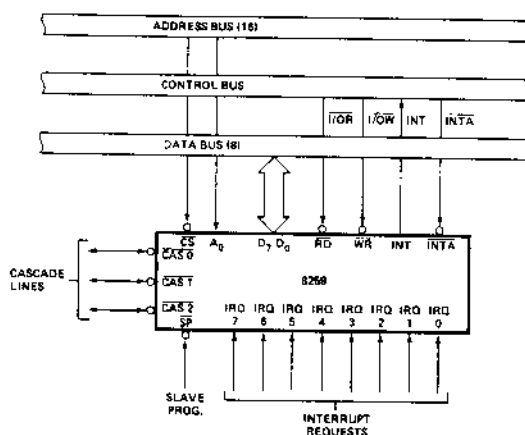 ADDRESS BUS (16)
CONTROL BUS
I/OR I/OW INT INTA
DATA BUS (8)
CS A0 D7 D0 RD WR INT INTA
CAS 0
CASCADE LINES
CAS 1
8259
CAS 2
IRQ 7 IRQ 6 IRQ 5 IRQ 4 IRQ 3 IRQ 2 IRQ 1 IRQ 0
SP
SLAVE PROG.
INTERRUPT REQUESTS